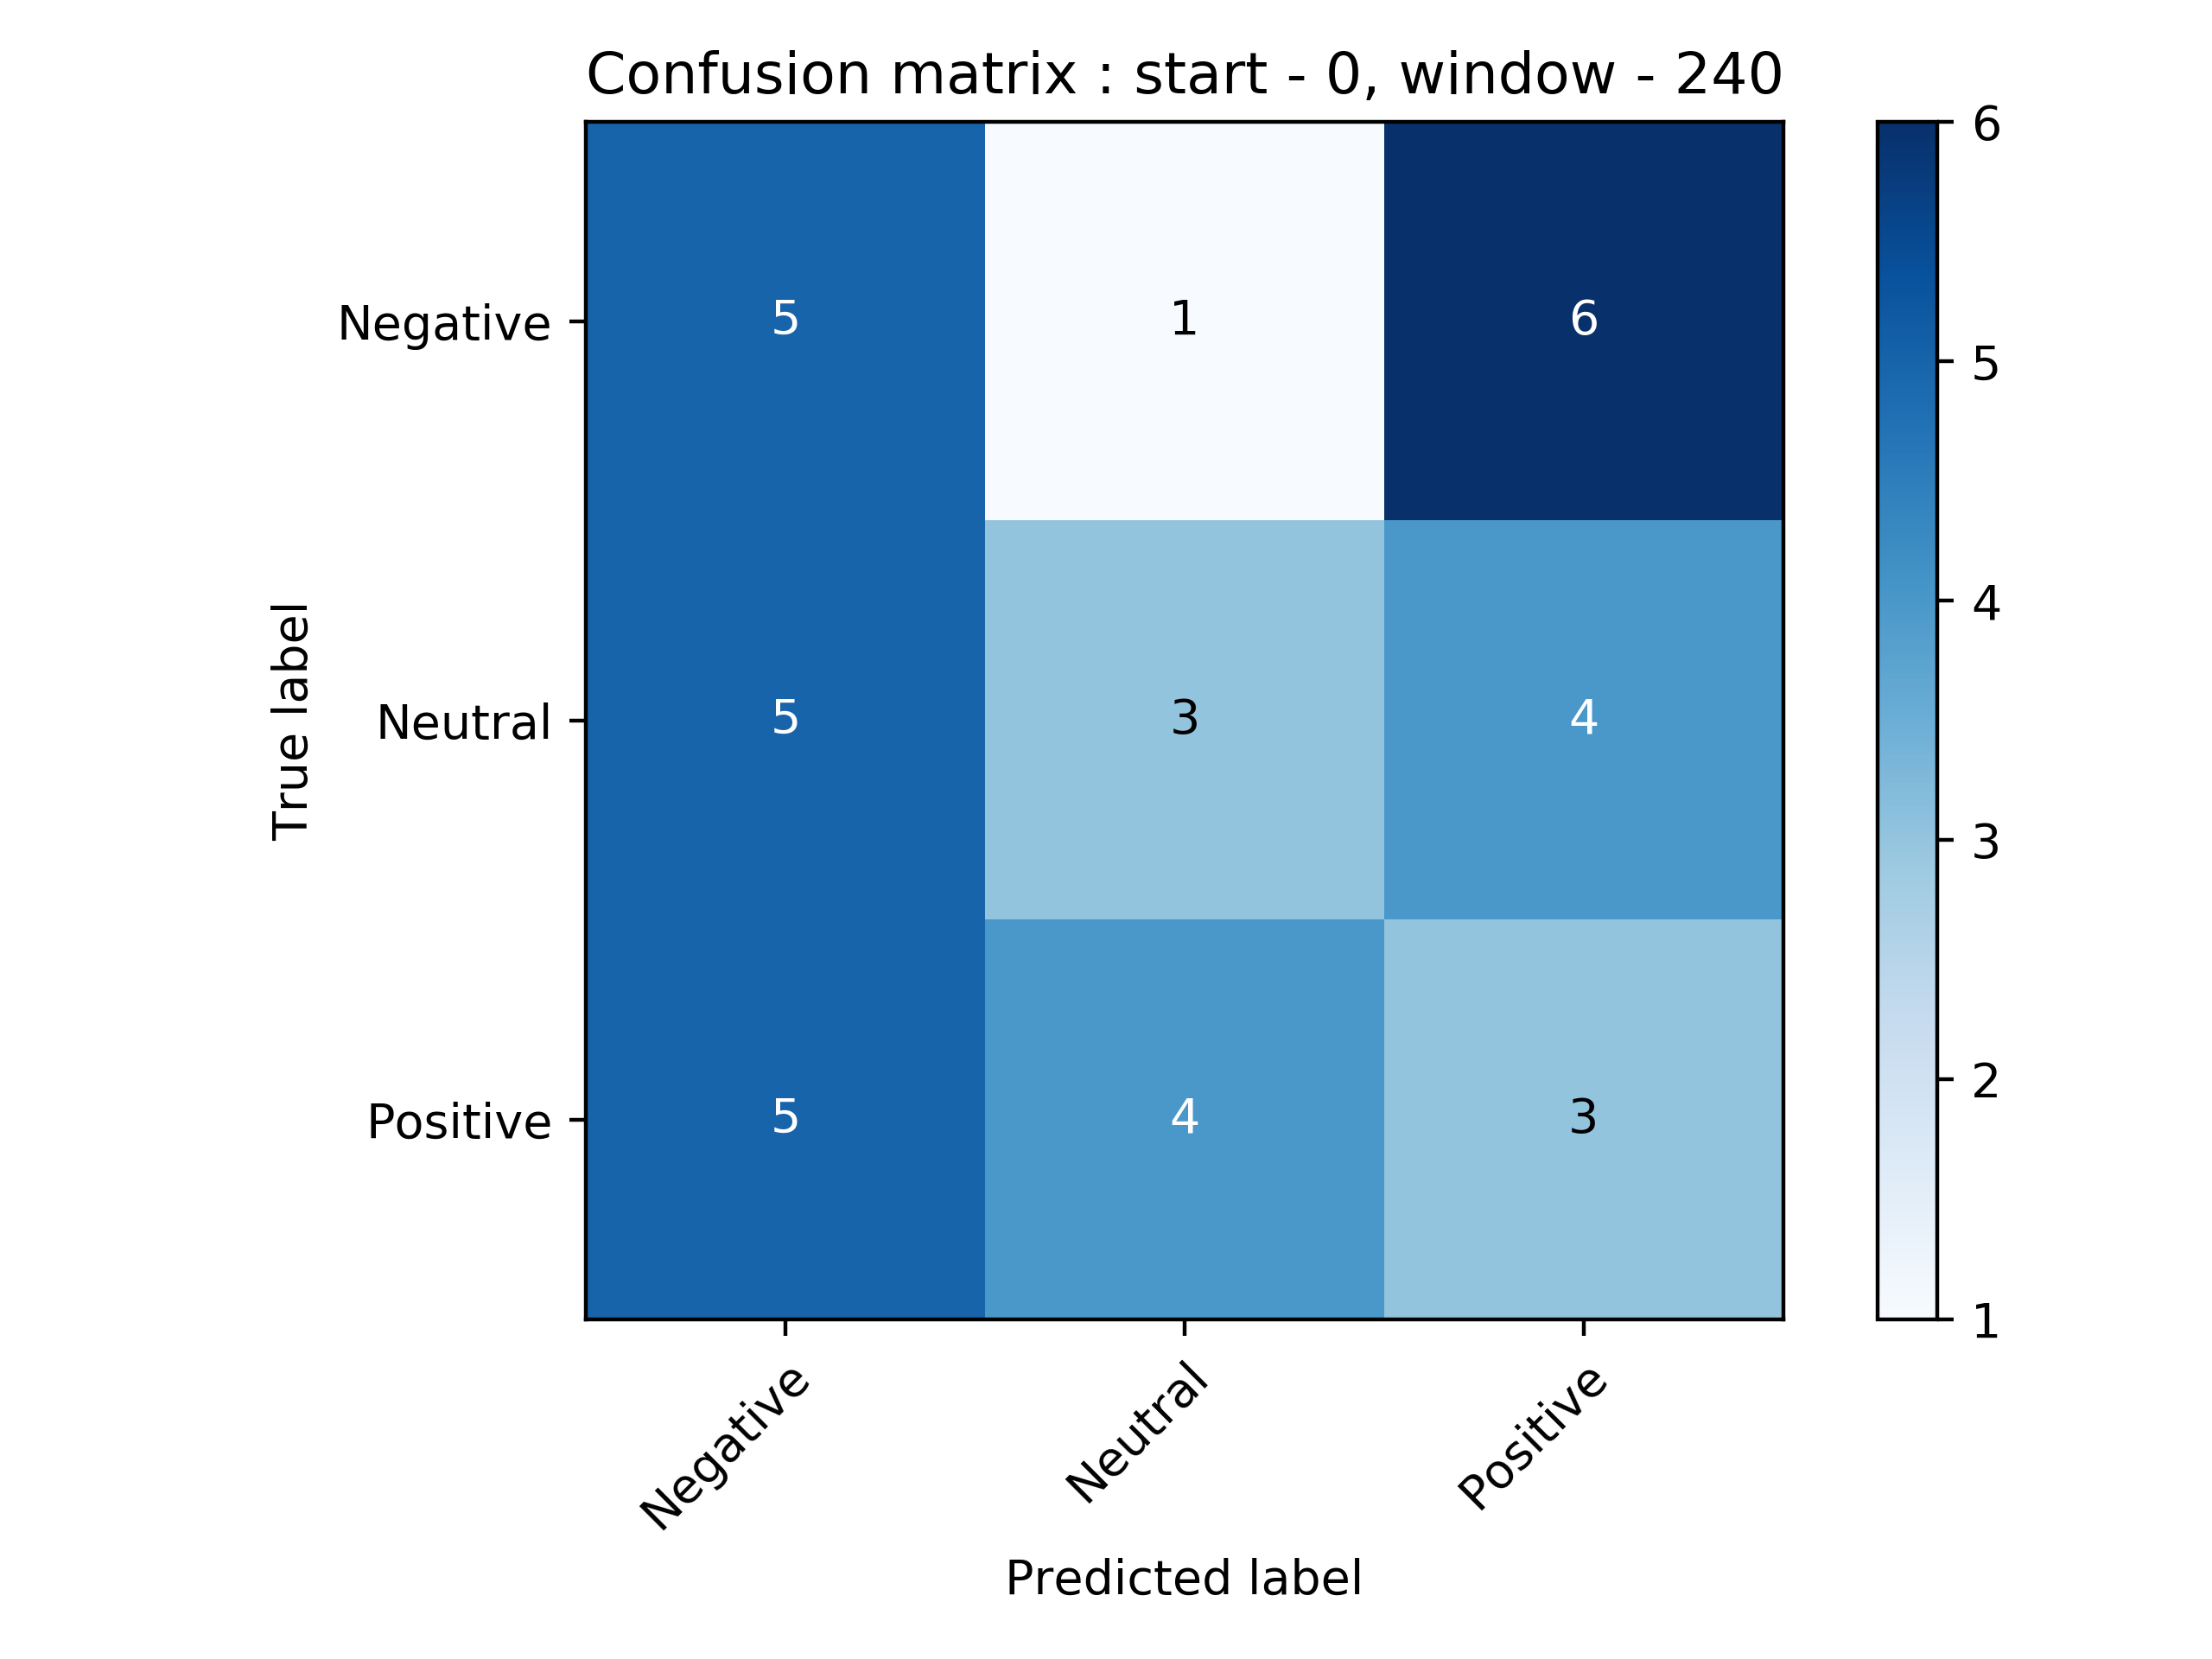 Confusion matrix : start - 0, window - 240
True label
Negative
5
1
6
Neutral
5
3
4
Positive
5
4
3
Negative
Neutral
Positive
Predicted label
6
5
4
3
2
1